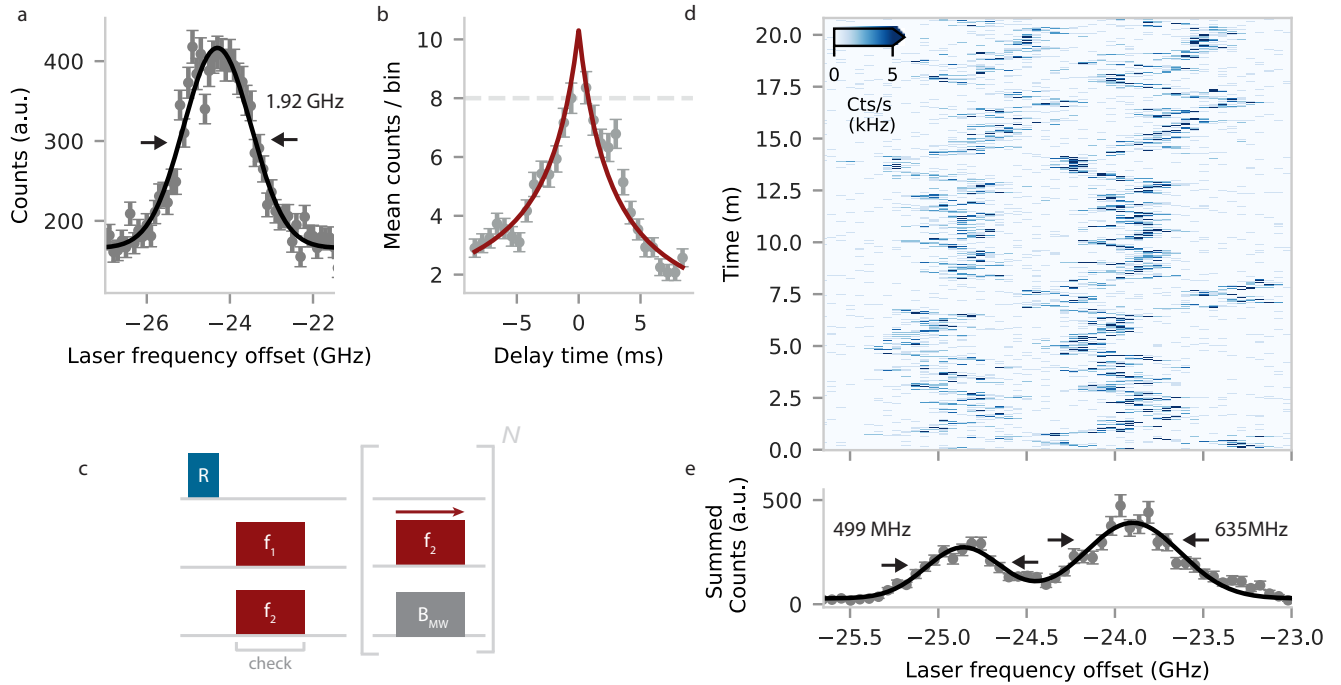 a
Counts (a.u.)
400
300
200
1.92 GHz
−26
−24
−22
Laser frequency offset (GHz)
b
Mean counts / bin
10
8
6
4
2
−5
0
5
Delay time (ms)
c
R
f1
f2
check
N
f2
BMW
d
Time (m)
20.0
17.5
15.0
12.5
10.0
7.5
5.0
2.5
0.0
0
5
Cts/s
(kHz)
e
Summed
Counts (a.u.)
500
0
499 MHz
635MHz
−25.5
−25.0
−24.5
−24.0
−23.5
−23.0
Laser frequency offset (GHz)